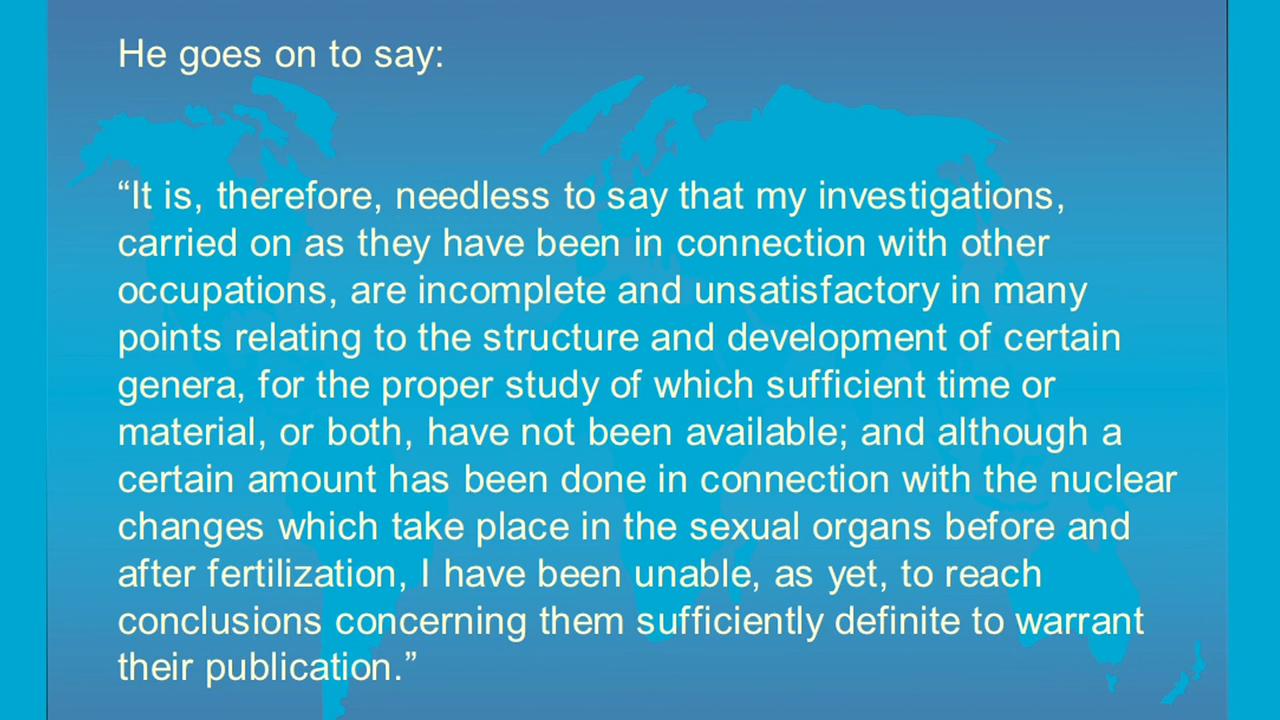 He goes on to say:
“It is, therefore, needless to say that my investigations,
carried on as they have been in connection with other
occupations, are incomplete and unsatisfactory in many
points relating to the structure and development of certain
genera, for the proper study of which sufficient time or
material, or both, have not been available; and although a
certain amount has been done in connection with the nuclear
changes which take place in the sexual organs before and
after fertilization, I have been unable, as yet, to reach
conclusions concerning them sufficiently definite to warrant
their publication.”